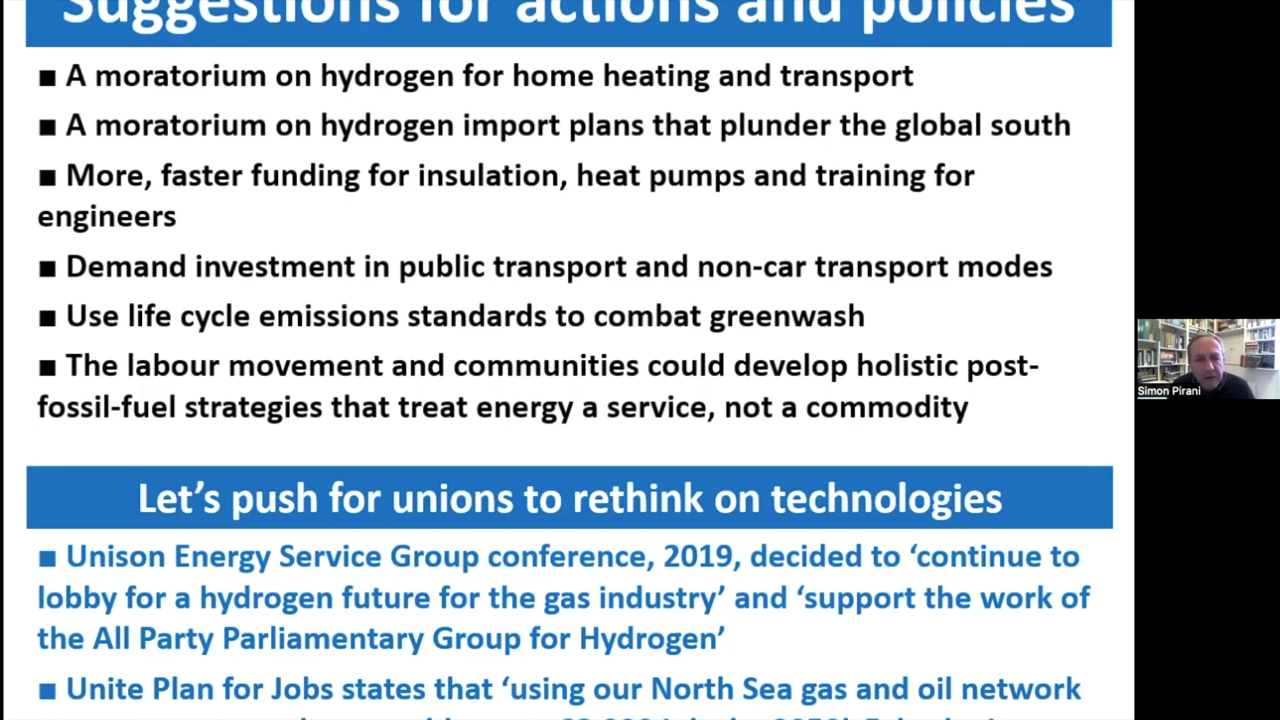 Suggestions for actions and policies
■ A moratorium on hydrogen for home heating and transport
■ A moratorium on hydrogen import plans that plunder the global south
■ More, faster funding for insulation, heat pumps and training for
engineers
■ Demand investment in public transport and non-car transport modes
■ Use life cycle emissions standards to combat greenwash
■ The labour movement and communities could develop holistic post-
fossil-fuel strategies that treat energy a service, not a commodity
Simon Pirani
Let’s push for unions to rethink on technologies
■ Unison Energy Service Group conference, 2019, decided to ‘continue to
lobby for a hydrogen future for the gas industry’ and ‘support the work of
the All Party Parliamentary Group for Hydrogen’
■ Unite Plan for Jobs states that ‘using our North Sea gas and oil network